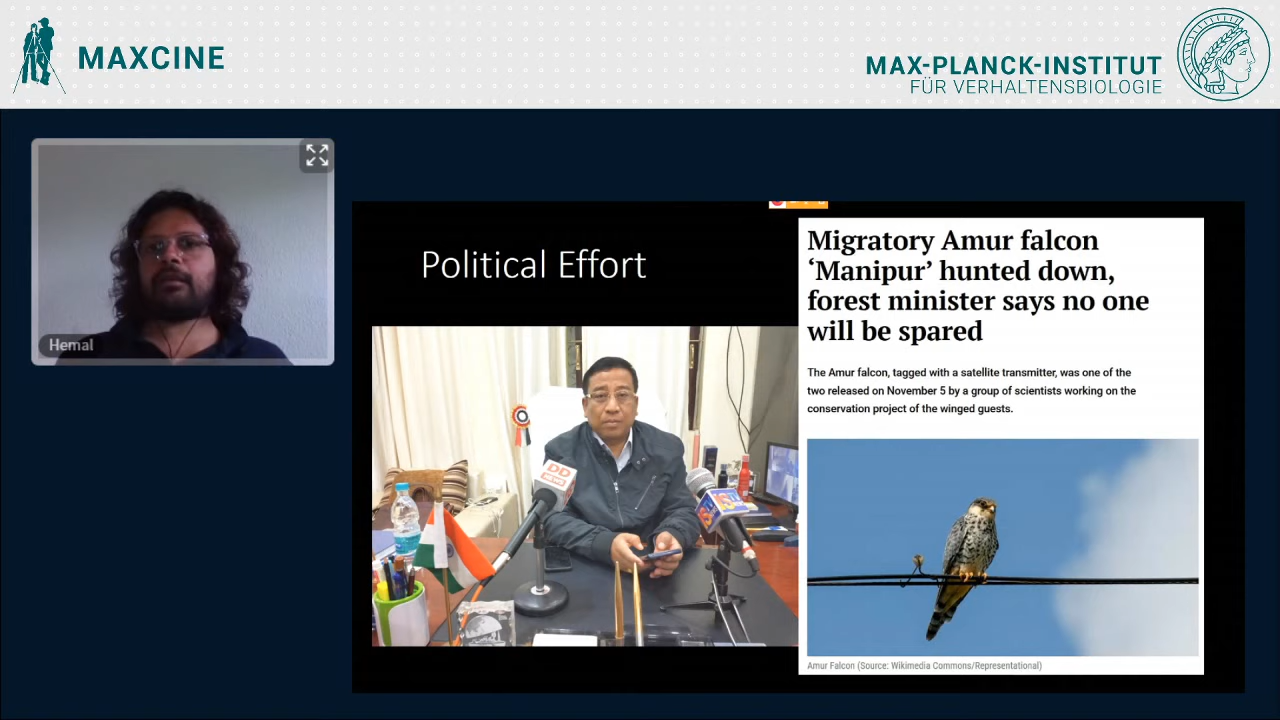 MAXCINE
MAX-PLANCK-INSTITUT
FÜR VERHALTENSBIOLOGIE
Hemal
Political Effort
DD
NEWS
Migratory Amur falcon
‘Manipur’ hunted down,
forest minister says no one
will be spared
The Amur falcon, tagged with a satellite transmitter, was one of the
two released on November 5 by a group of scientists working on the
conservation project of the winged guests.
Amur Falcon (Source: Wikimedia Commons/Representational)